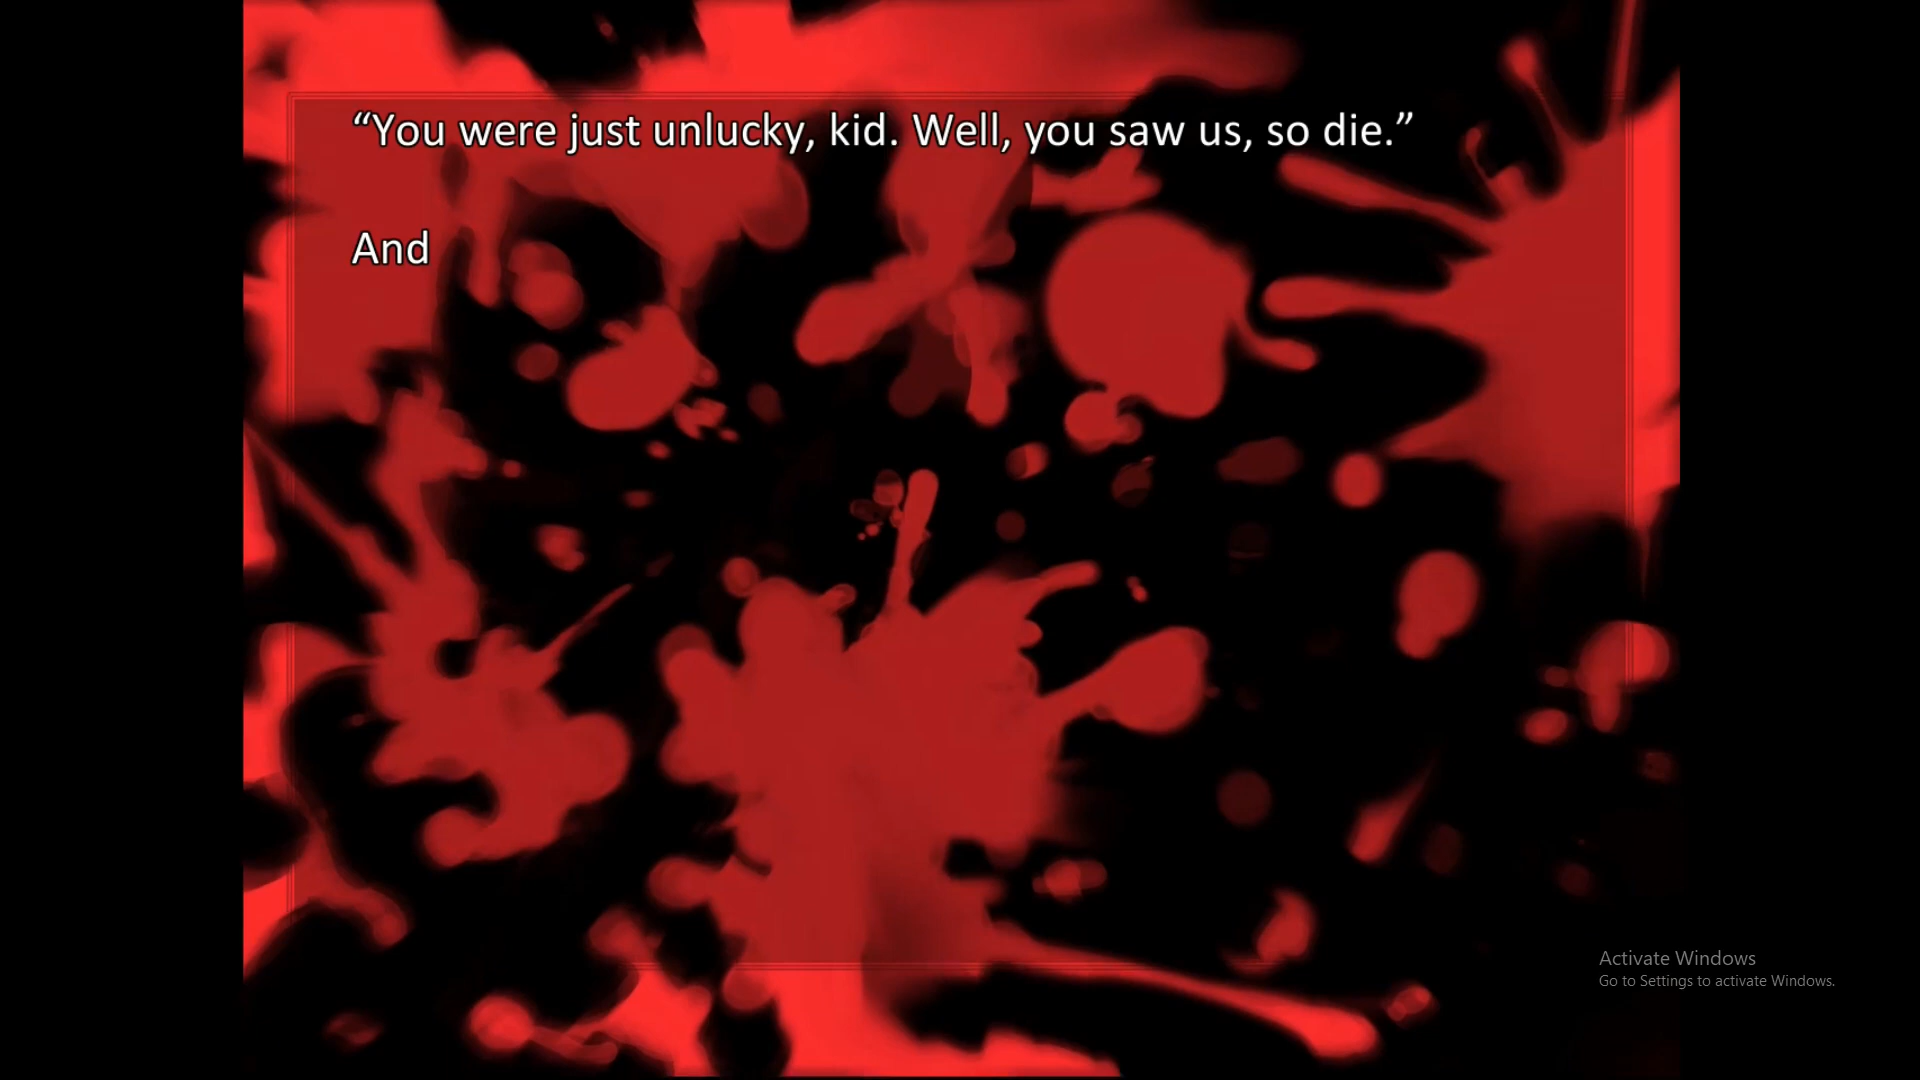 “You were just unlucky, kid. Well, you saw us, so die.”
And
Activate Windows
Go to Settings to activate Windows.